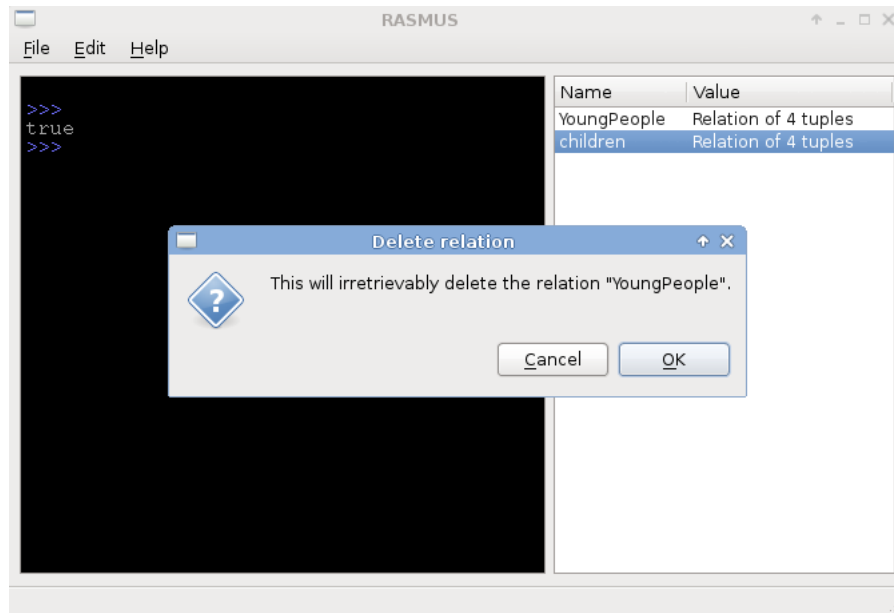 RASMUS
File Edit Help
>>>
true
>>>
Name Value
YoungPeople Relation of 4 tuples
children Relation of 4 tuples
Delete relation
This will irretrievably delete the relation "YoungPeople".
Cancel OK